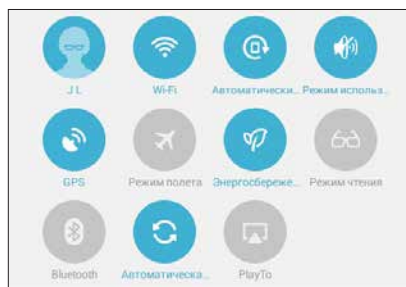 J L Wi-Fi Автоматически... Режим использ...
GPS Режим полета Энергосбереже... Режим чтения
Bluetooth Автоматическа... PlayTo